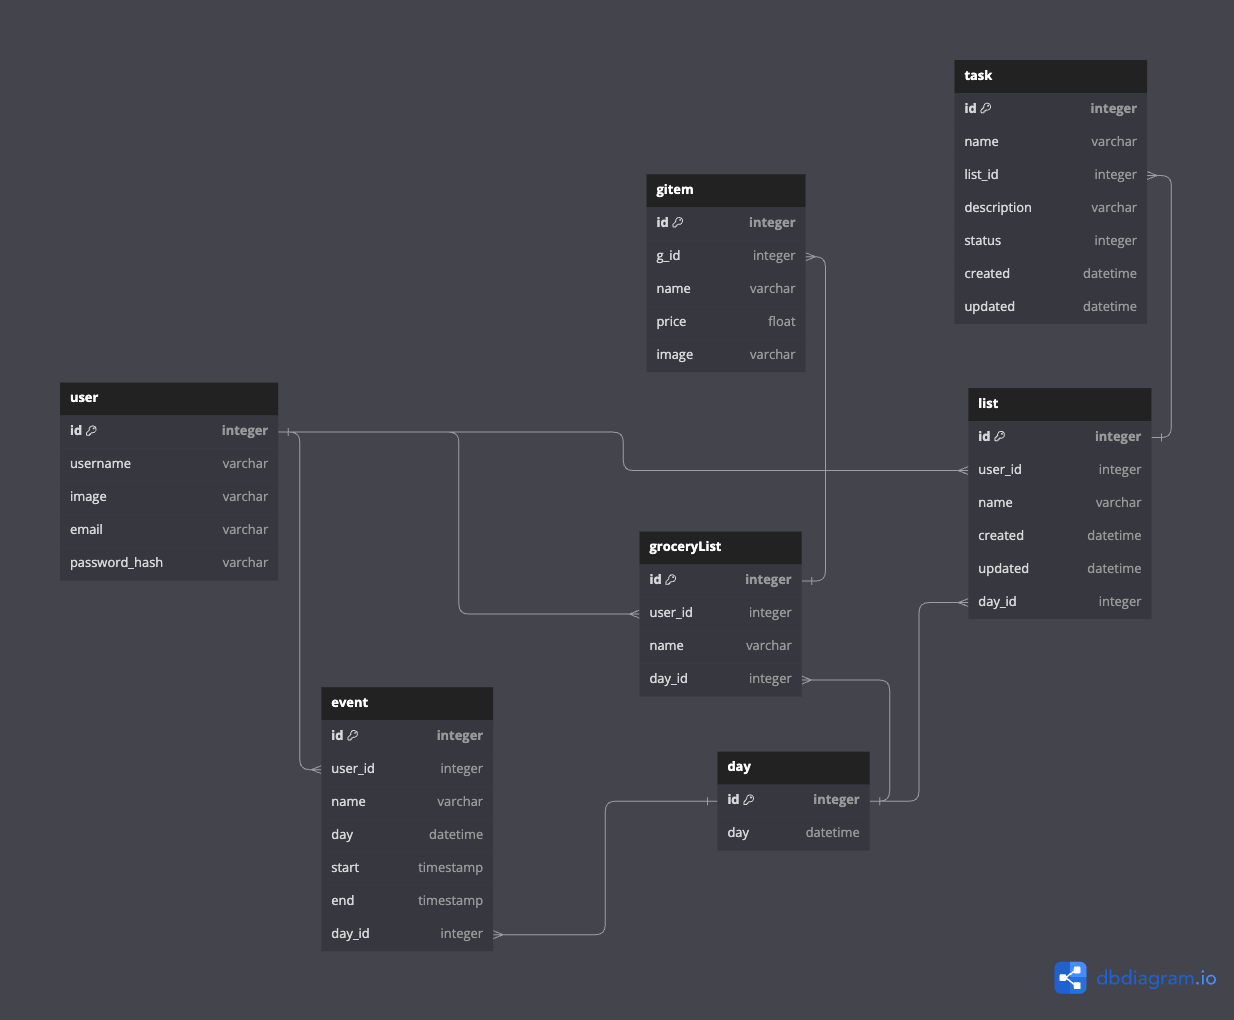 task
id integer
name varchar
list_id integer
description varchar
status integer
created datetime
updated datetime
gitem
id integer
g_id integer
name varchar
price float
image varchar
user
id integer
username varchar
image varchar
email varchar
password_hash varchar
list
id integer
user_id integer
name varchar
created datetime
updated datetime
day_id integer
groceryList
id integer
user_id integer
name varchar
day_id integer
event
id integer
user_id integer
name varchar
day datetime
start timestamp
end timestamp
day_id integer
day
id integer
day datetime
dbdiagram.io